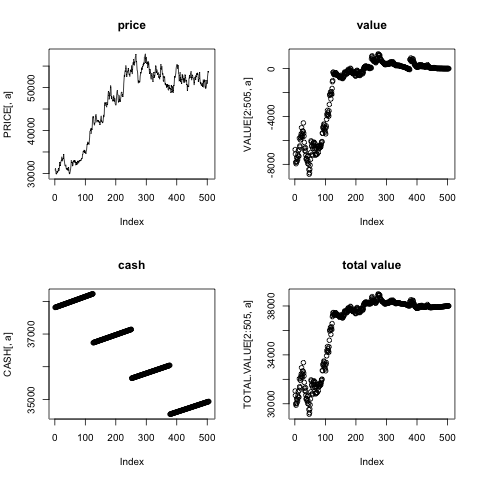 price
PRICE[, a]
30000 40000 50000
0 100 200 300 400 500
Index
value
VALUE[2:505, a]
-8000 -4000 0
0 100 200 300 400 500
Index
cash
CASH[, a]
35000 37000
0 100 200 300 400 500
Index
total value
TOTAL.VALUE[2:505, a]
30000 34000 38000
0 100 200 300 400 500
Index